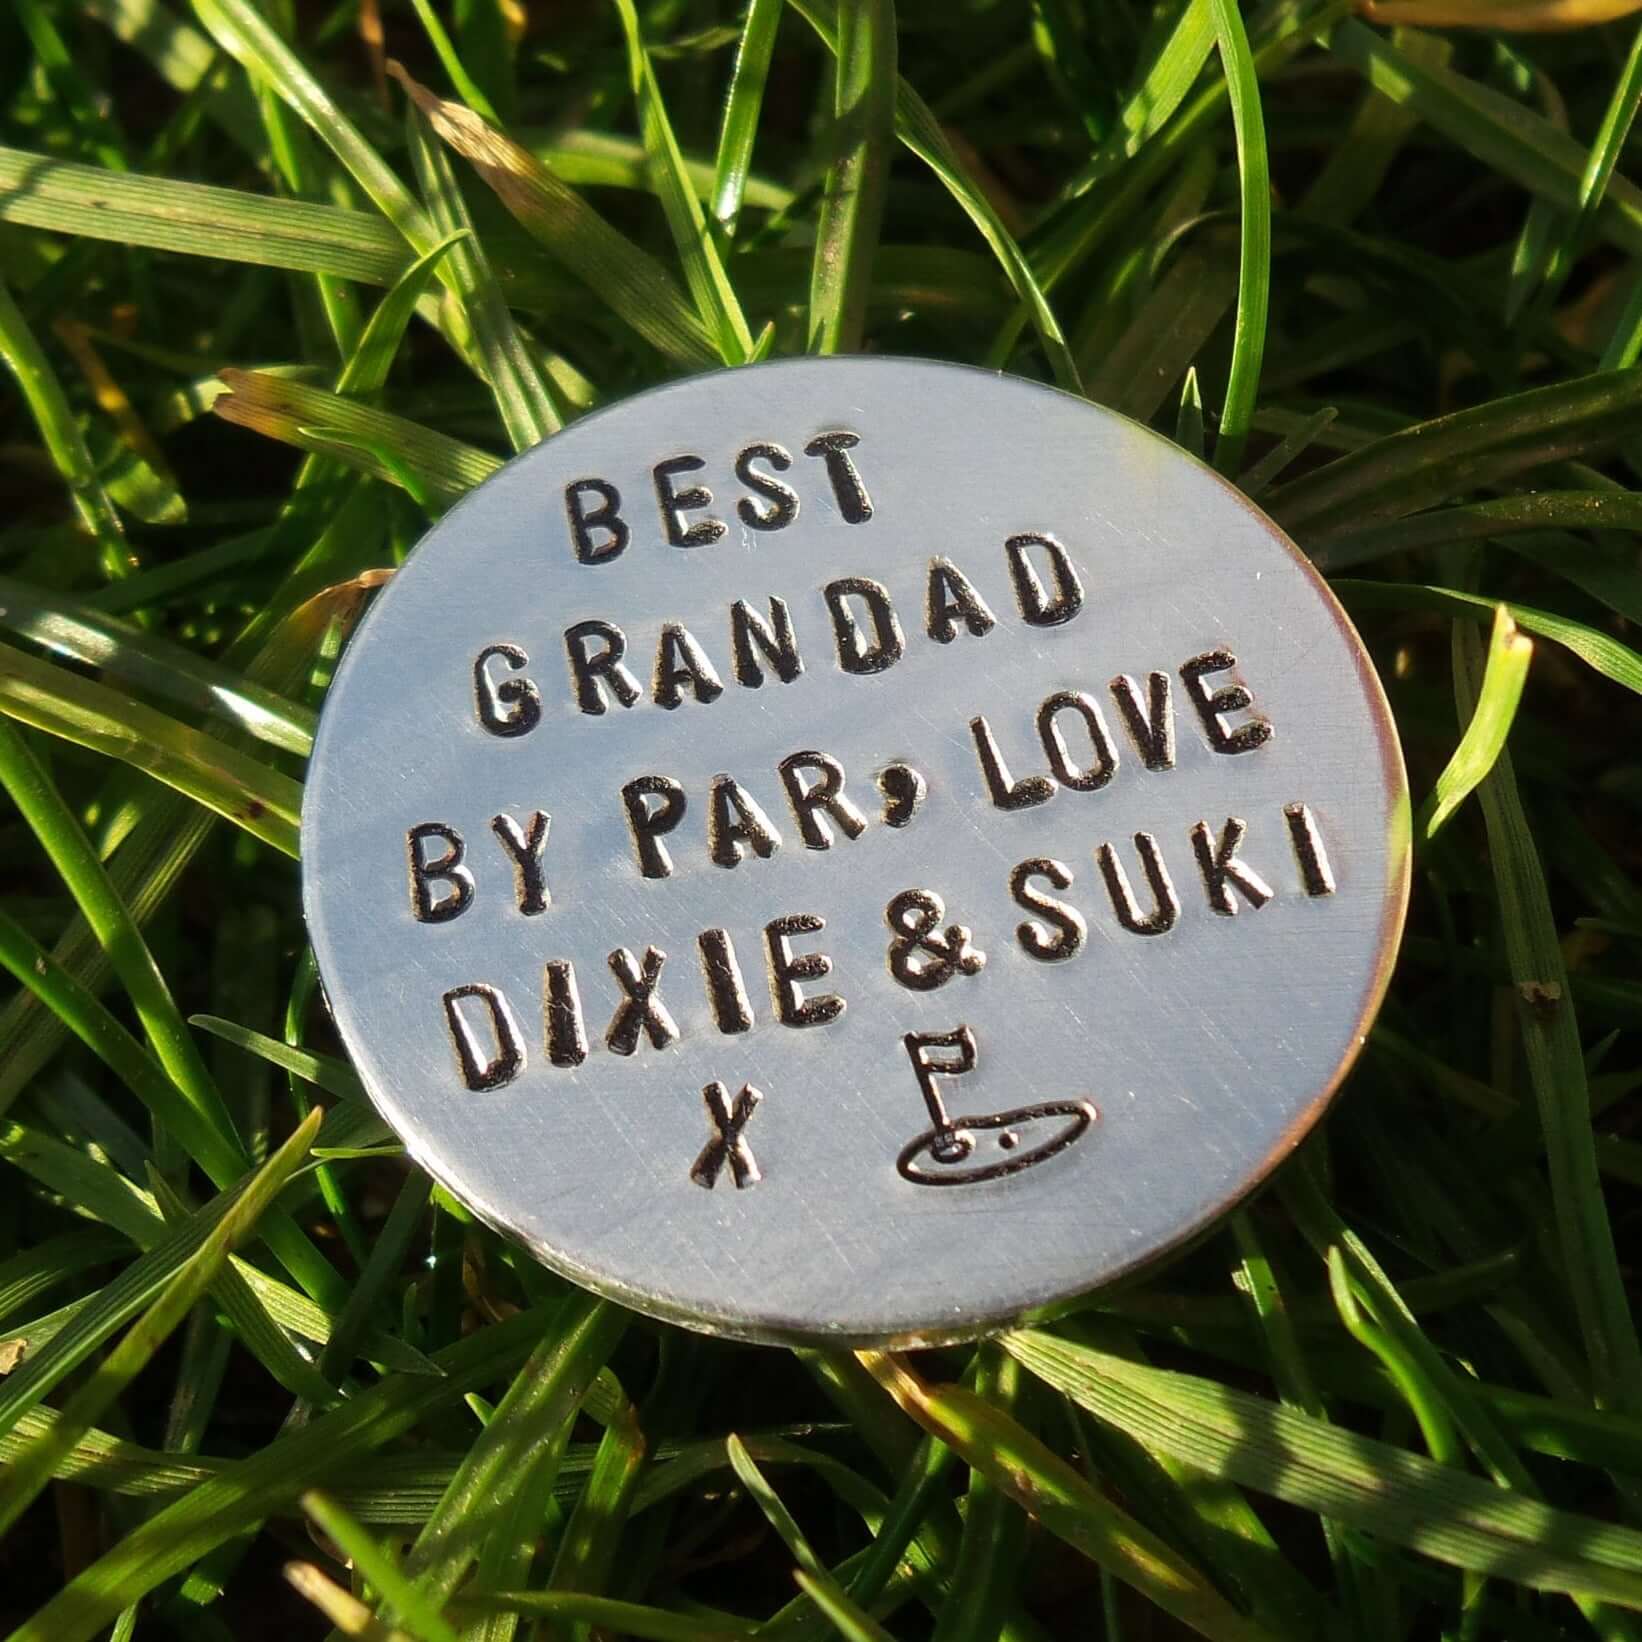 BEST
GRANDAD
BY PAR, LOVE
DIXIE & SUKI
X